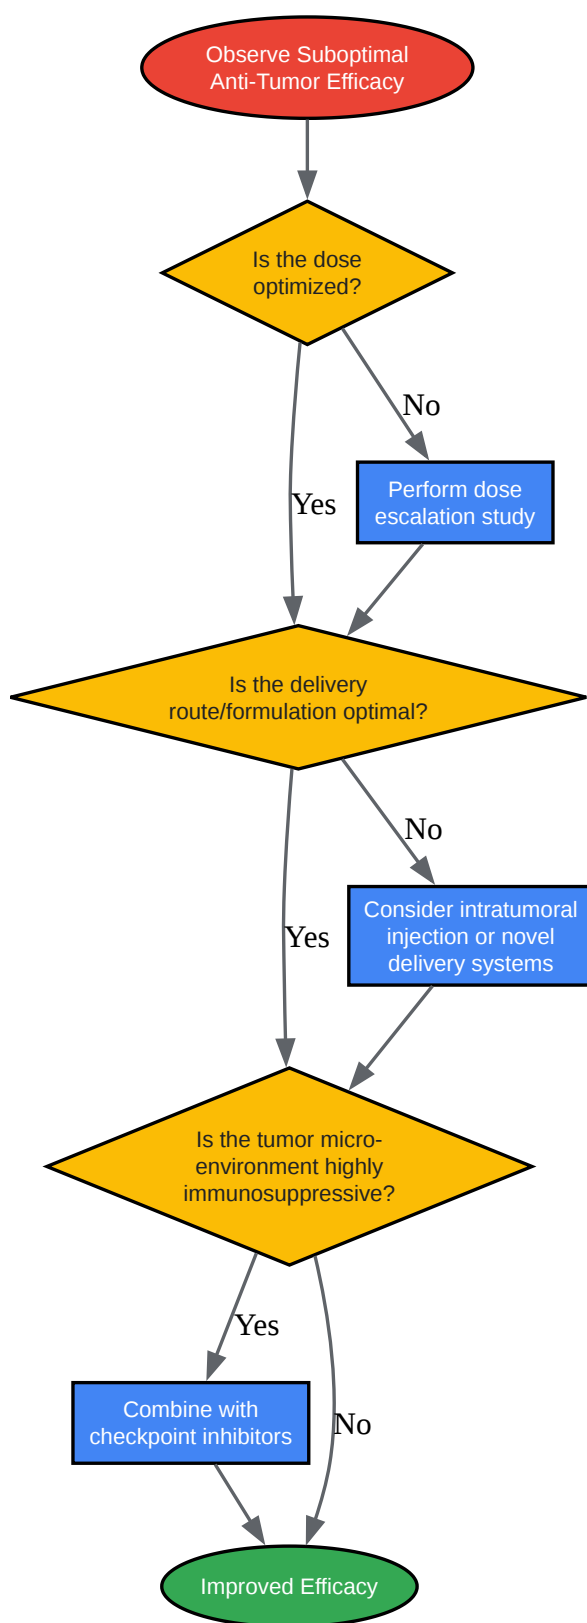 Observe Suboptimal
Anti-Tumor Efficacy
Is the dose
optimized?
No
Yes
Perform dose
escalation study
Is the delivery
route/formulation optimal?
No
Yes
Consider intratumoral
injection or novel
delivery systems
Is the tumor micro-
environment highly
immunosuppressive?
Yes
No
Combine with
checkpoint inhibitors
Improved Efficacy